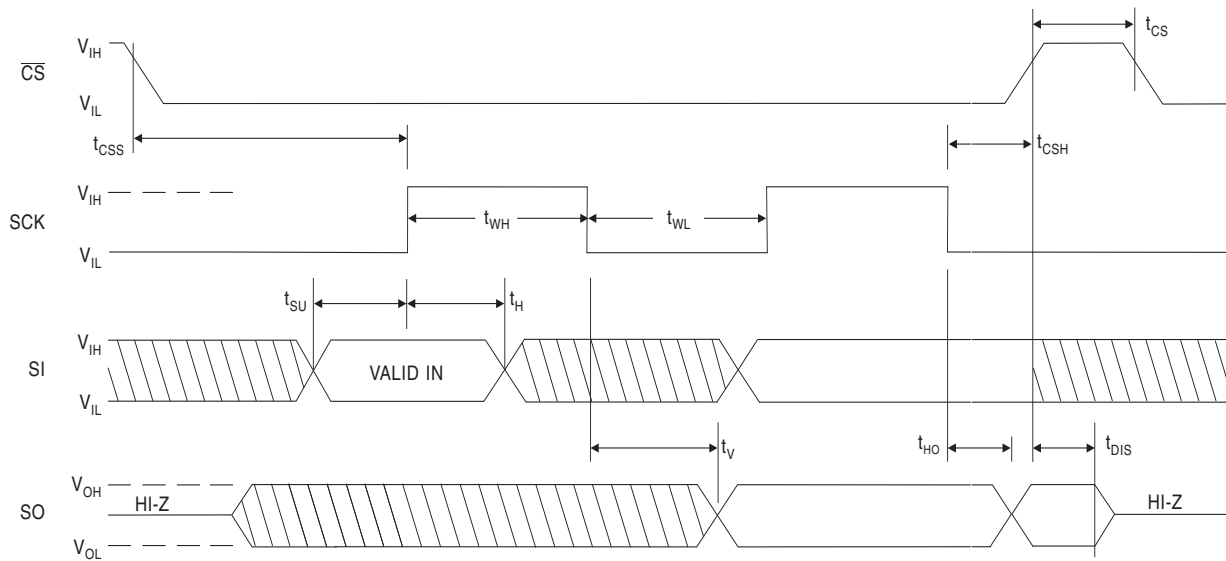 tCS
VIH
CS
VIL
tCSS
tCSH
VIH
SCK
tWH
tWL
VIL
tSU
tH
VIH
SI
VALID IN
VIL
tV
tHO
tDIS
VOH
HI-Z
HI-Z
SO
VOL